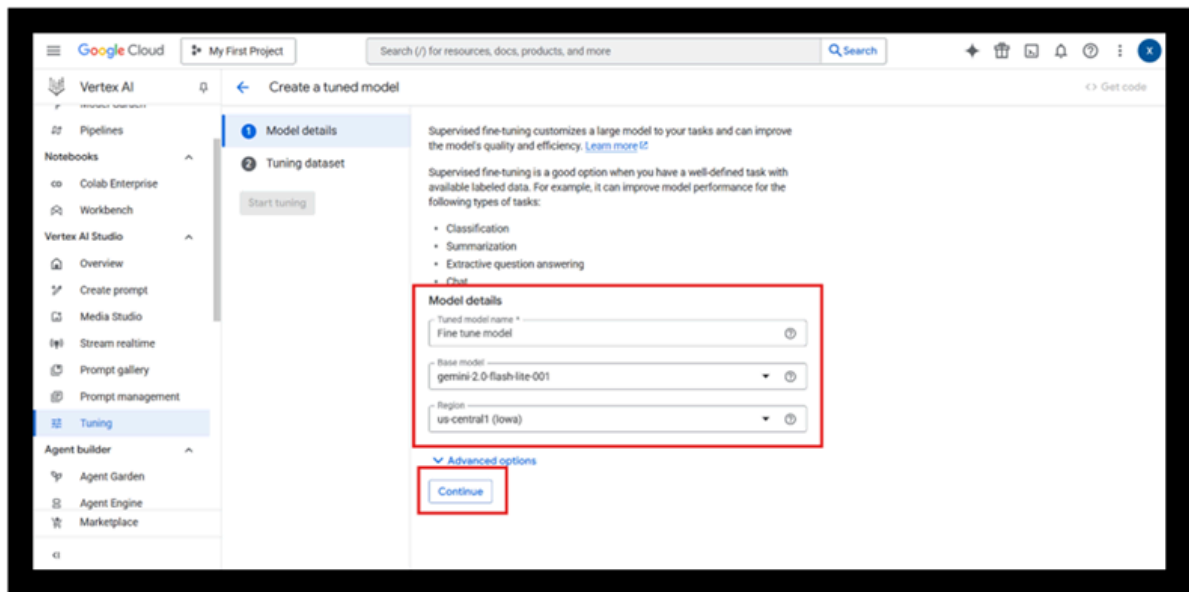 Google Cloud
My First Project
Search (/) for resources, docs, products, and more
Search
X
Vertex AI
Create a tuned model
<> Get code
Model Garden
Pipelines
Notebooks
Colab Enterprise
Workbench
Vertex AI Studio
Overview
Create prompt
Media Studio
Stream realtime
Prompt gallery
Prompt management
Tuning
Agent builder
Agent Garden
Agent Engine
Marketplace
1 Model details
2 Tuning dataset
Start tuning
Supervised fine-tuning customizes a large model to your tasks and can improve
the model's quality and efficiency. Learn more
Supervised fine-tuning is a good option when you have a well-defined task with
available labeled data. For example, it can improve model performance for the
following types of tasks:
• Classification
• Summarization
• Extractive question answering
• Chat
Model details
Tuned model name *
Fine tune model
Base model
gemini-2.0-flash-lite-001
Region
us-central1 (Iowa)
Advanced options
Continue